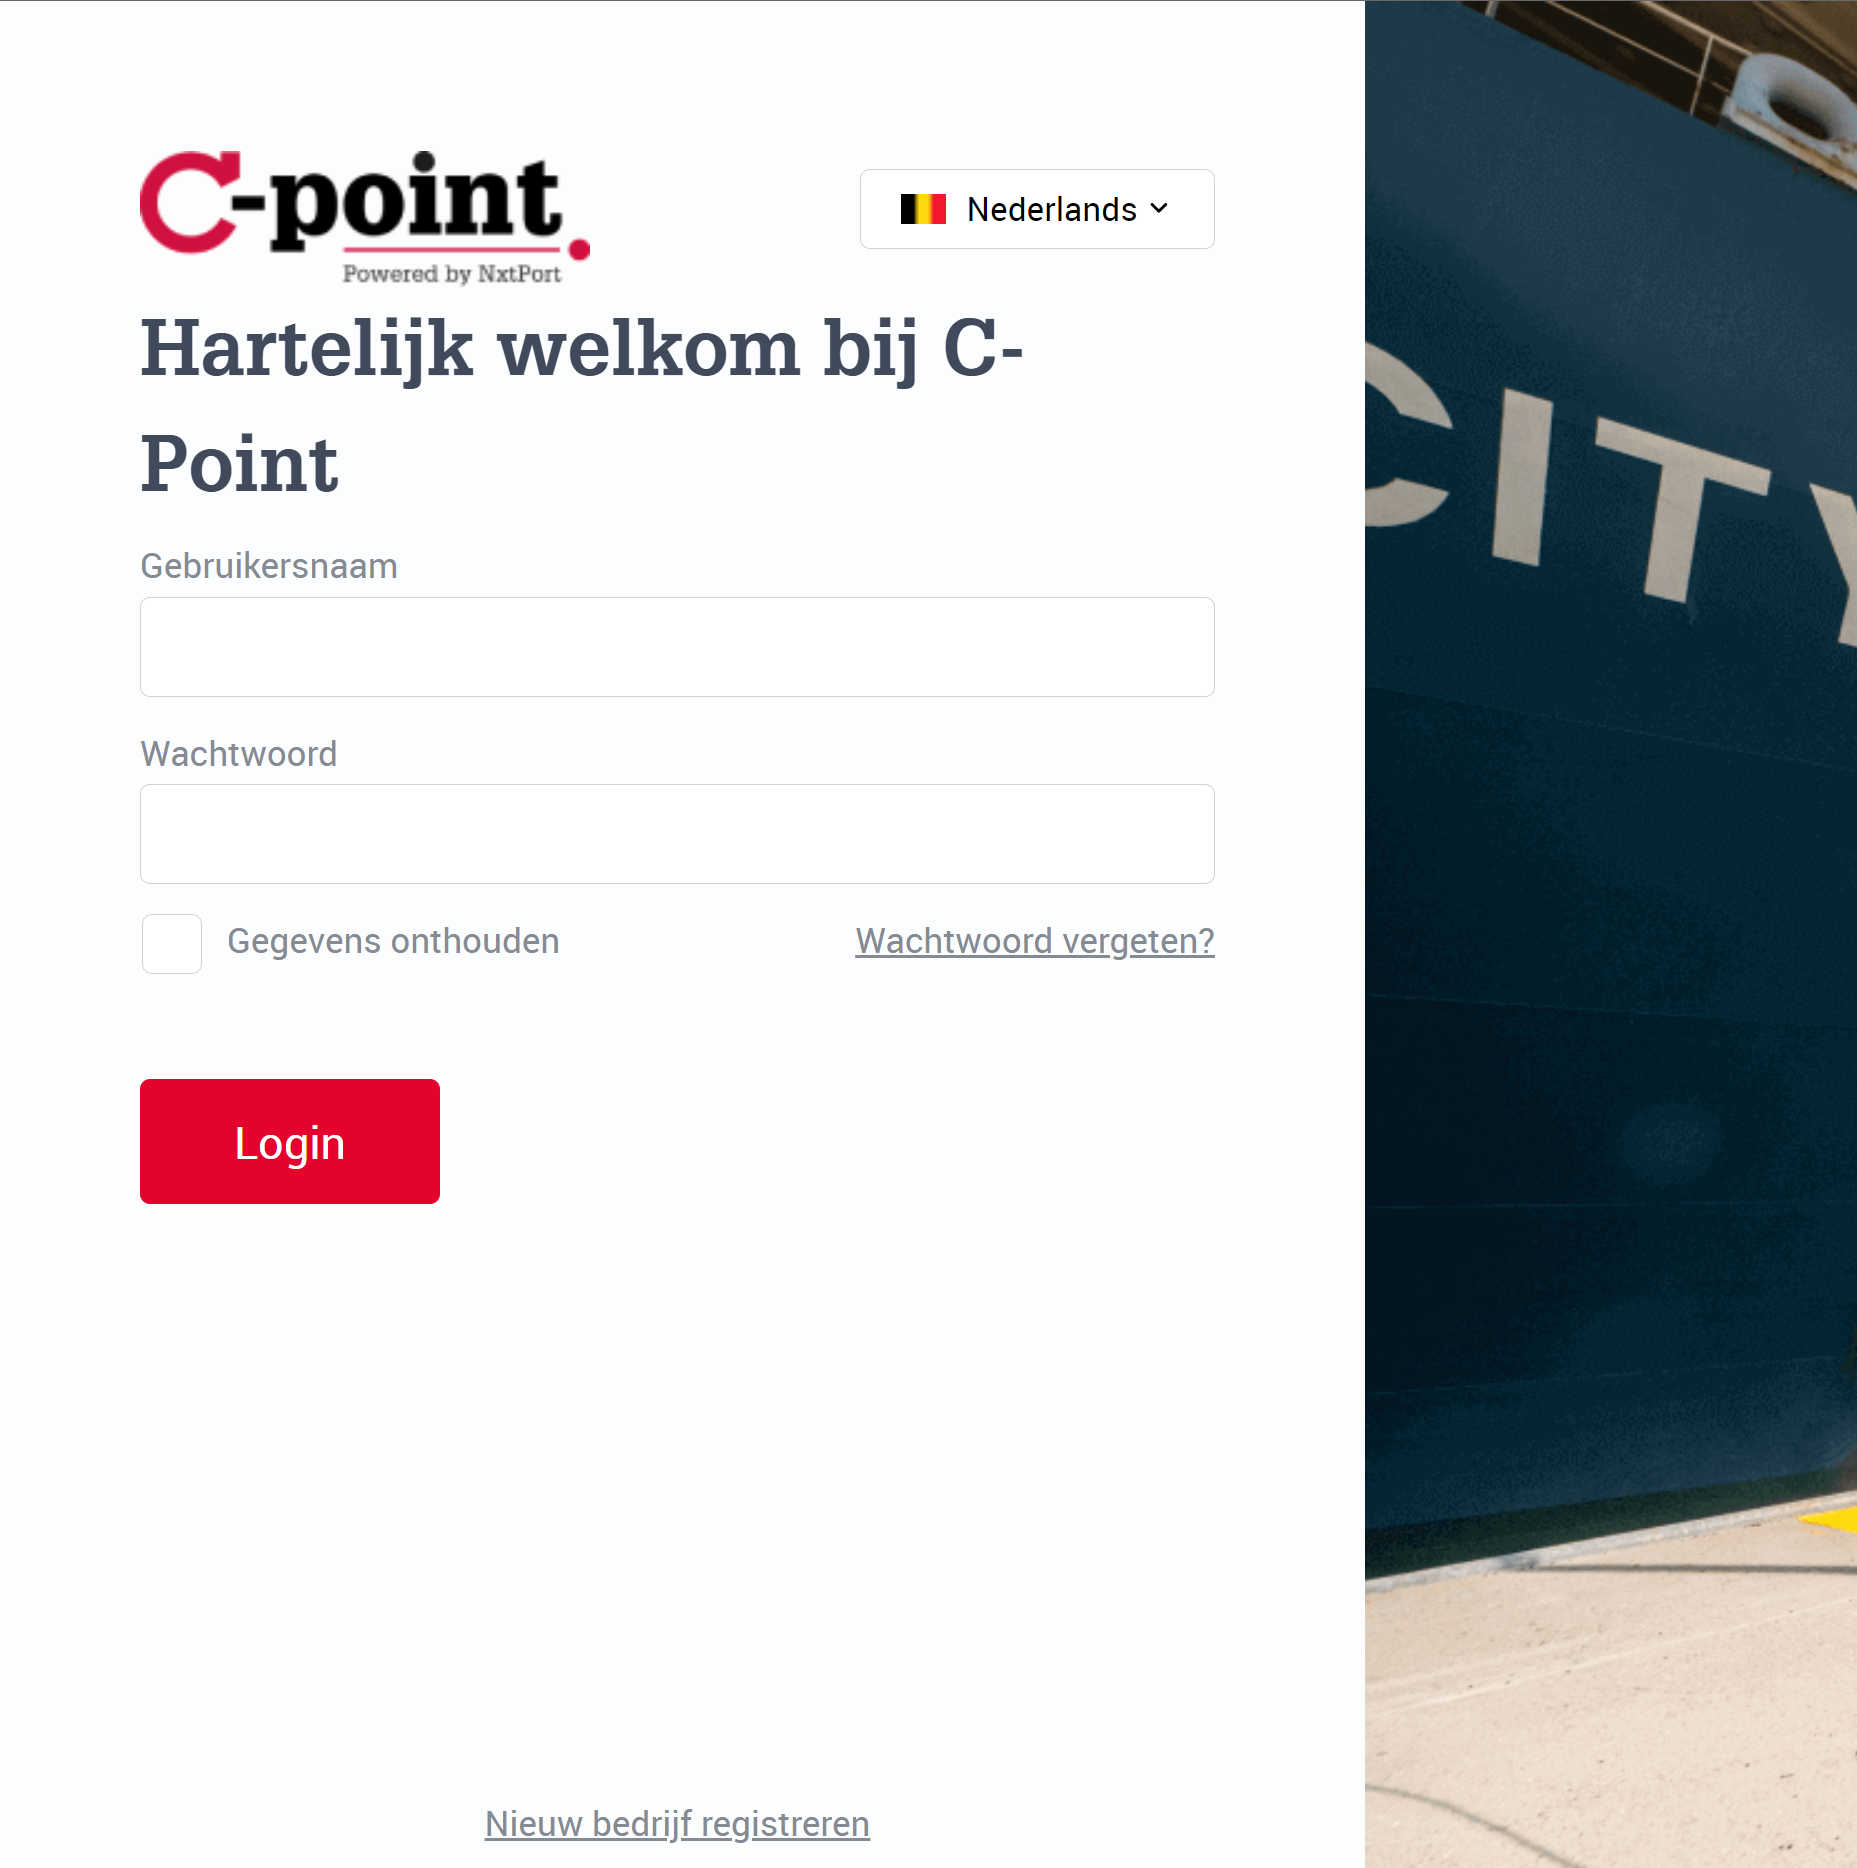 C-point.
Powered by NxtPort
Nederlands
Hartelijk welkom bij C-
Point
Gebruikersnaam
Wachtwoord
Gegevens onthouden
Wachtwoord vergeten?
Login
Nieuw bedrijf registreren
CITY